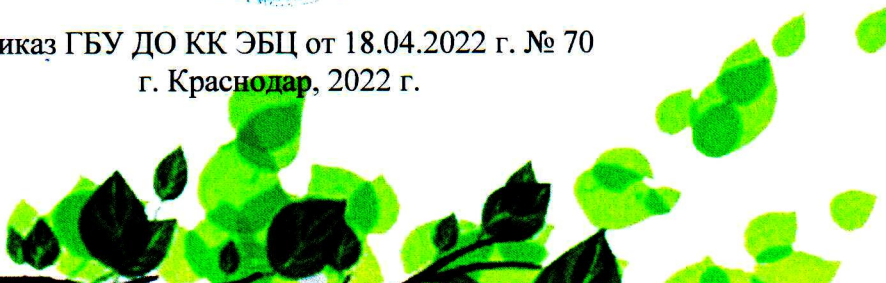 иказ ГБУ ДО КК ЭБЦ от 18.04.2022 г. № 70
г. Краснодар, 2022 г.